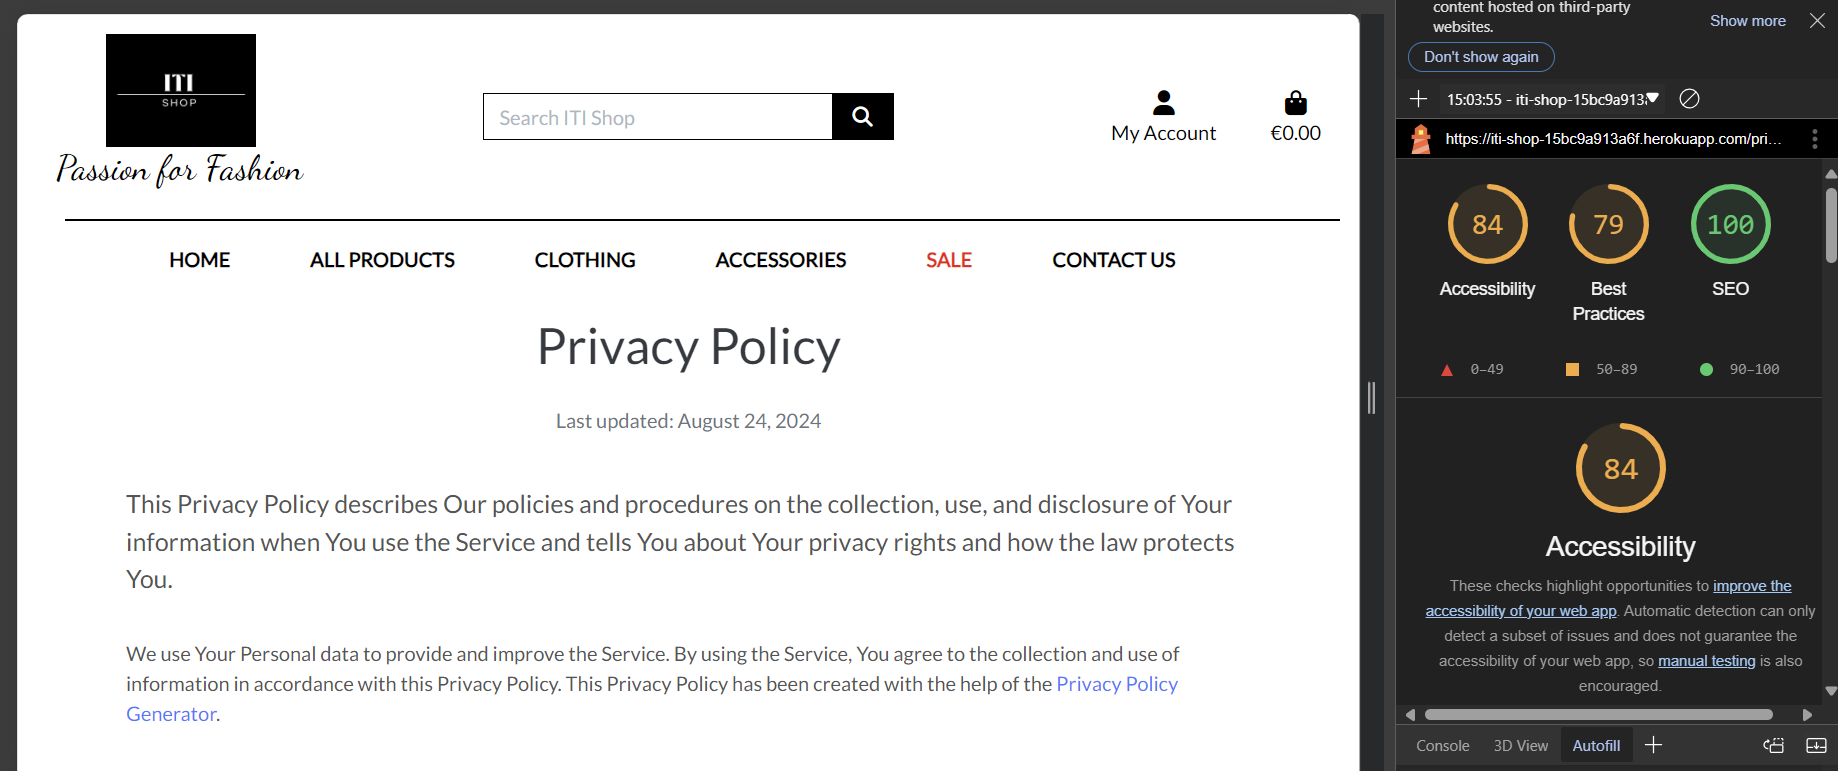 ITI
SHOP
Passion for Fashion
Search ITI Shop
My Account
€0.00
HOME
ALL PRODUCTS
CLOTHING
ACCESSORIES
SALE
CONTACT US
Privacy Policy
Last updated: August 24, 2024
This Privacy Policy describes Our policies and procedures on the collection, use, and disclosure of Your
information when You use the Service and tells You about Your privacy rights and how the law protects
You.
We use Your Personal data to provide and improve the Service. By using the Service, You agree to the collection and use of
information in accordance with this Privacy Policy. This Privacy Policy has been created with the help of the Privacy Policy
Generator.
content hosted on third-party
websites.
Show more
Don't show again
15:03:55 - iti-shop-15bc9a913
https://iti-shop-15bc9a913a6f.herokuapp.com/pri...
84
79
100
Accessibility
Best
Practices
SEO
0–49
50–89
90–100
84
Accessibility
These checks highlight opportunities to improve the
accessibility of your web app. Automatic detection can only
detect a subset of issues and does not guarantee the
accessibility of your web app, so manual testing is also
encouraged.
Console
3D View
Autofill